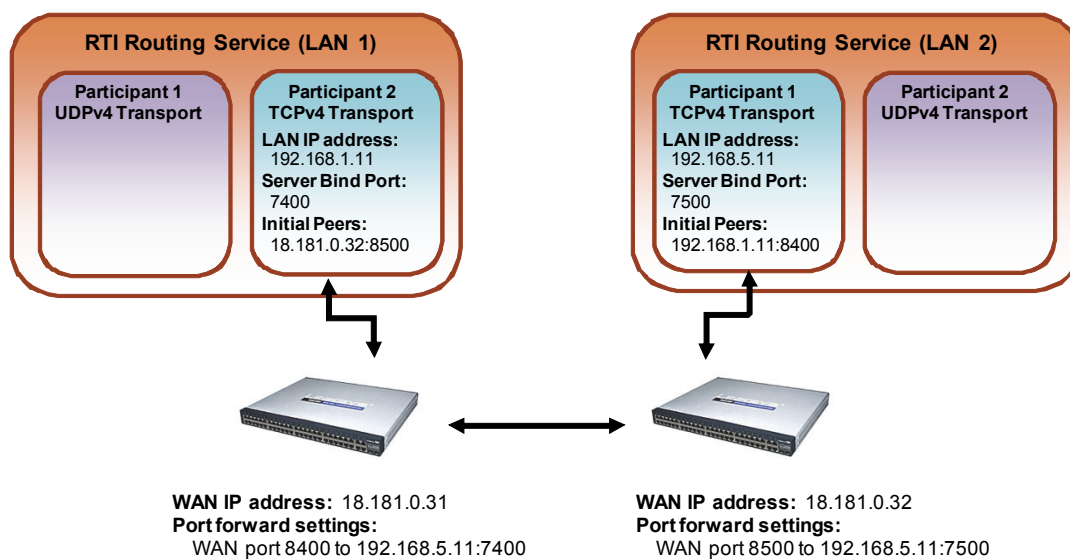 RTI Routing Service (LAN 1)
Participant 1
UDPv4 Transport
Participant 2
TCPv4 Transport
LAN IP address:
192.168.1.11
Server Bind Port:
7400
Initial Peers:
18.181.0.32:8500
RTI Routing Service (LAN 2)
Participant 1
TCPv4 Transport
LAN IP address:
192.168.5.11
Server Bind Port:
7500
Initial Peers:
192.168.1.11:8400
Participant 2
UDPv4 Transport
WAN IP address: 18.181.0.31
Port forward settings:
WAN port 8400 to 192.168.5.11:7400
WAN IP address: 18.181.0.32
Port forward settings:
WAN port 8500 to 192.168.5.11:7500